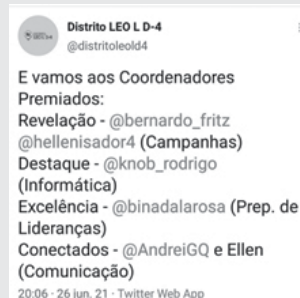 Distrito LEO L D-4
@distritoleold4
E vamos aos Coordenadores
Premiados:
Revelação - @bernardo_fritz
@hellenisador4 (Campanhas)
Destaque - @knob_rodrigo
(Informática)
Excelência - @binadalarosa (Prep. de
Lideranças)
Conectados - @AndreiGQ e Ellen
(Comunicação)
20:06 · 26 jun. 21 · Twitter Web App